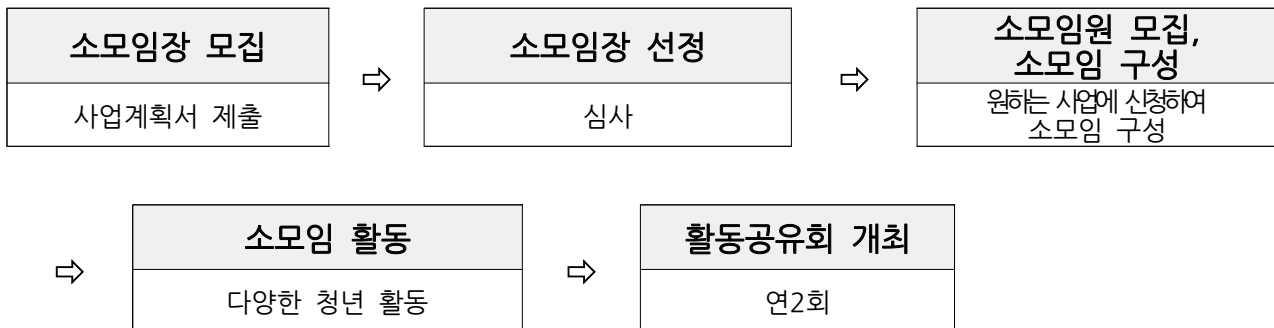 소모임장 모집
사업계획서 제출
⇨
소모임장 선정
심사
⇨
소모임원 모집,
소모임 구성
원하는 사업에 신청하여
소모임 구성
⇨
소모임 활동
다양한 청년 활동
⇨
활동공유회 개최
연2회